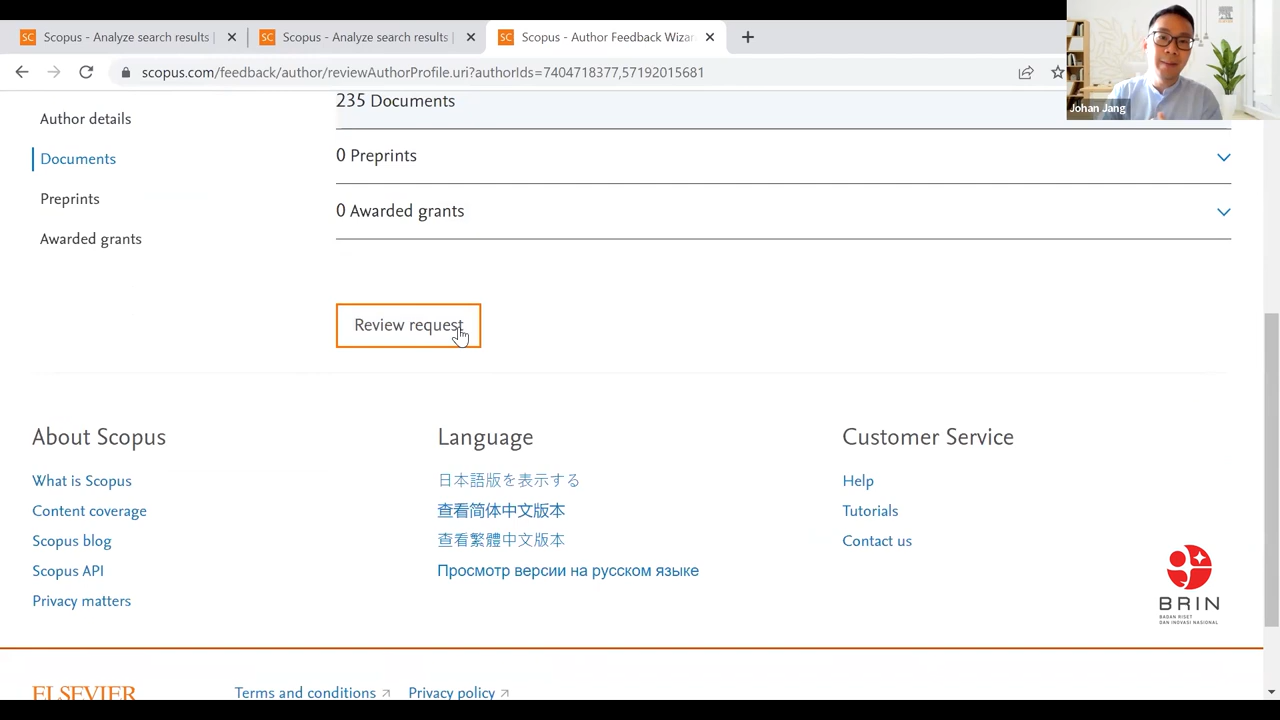 Scopus - Analyze search results
Scopus - Analyze search results
Scopus - Author Feedback Wizar
scopus.com/feedback/author/reviewAuthorProfile.uri?authorIds=7404718377,57192015681
Johan Jang
Author details
Documents
Preprints
Awarded grants
235 Documents
0 Preprints
0 Awarded grants
Review request
About Scopus
What is Scopus
Content coverage
Scopus blog
Scopus API
Privacy matters
Language
日本語版を表示する
查看简体中文版本
查看繁體中文版本
Просмотр версии на русском языке
Customer Service
Help
Tutorials
Contact us
BRIN
BADAN RISET
DAN INOVASI NASIONAL
ELSEVIER
Terms and conditions
Privacy policy